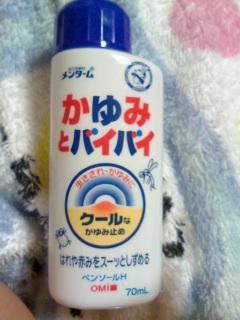 メンターム
かゆみ
とバイバイ
虫さされ・かゆみに
クールな
かゆみ止め
はれや赤みをスーッとしずめる
ペンソールH
OMI
70mL